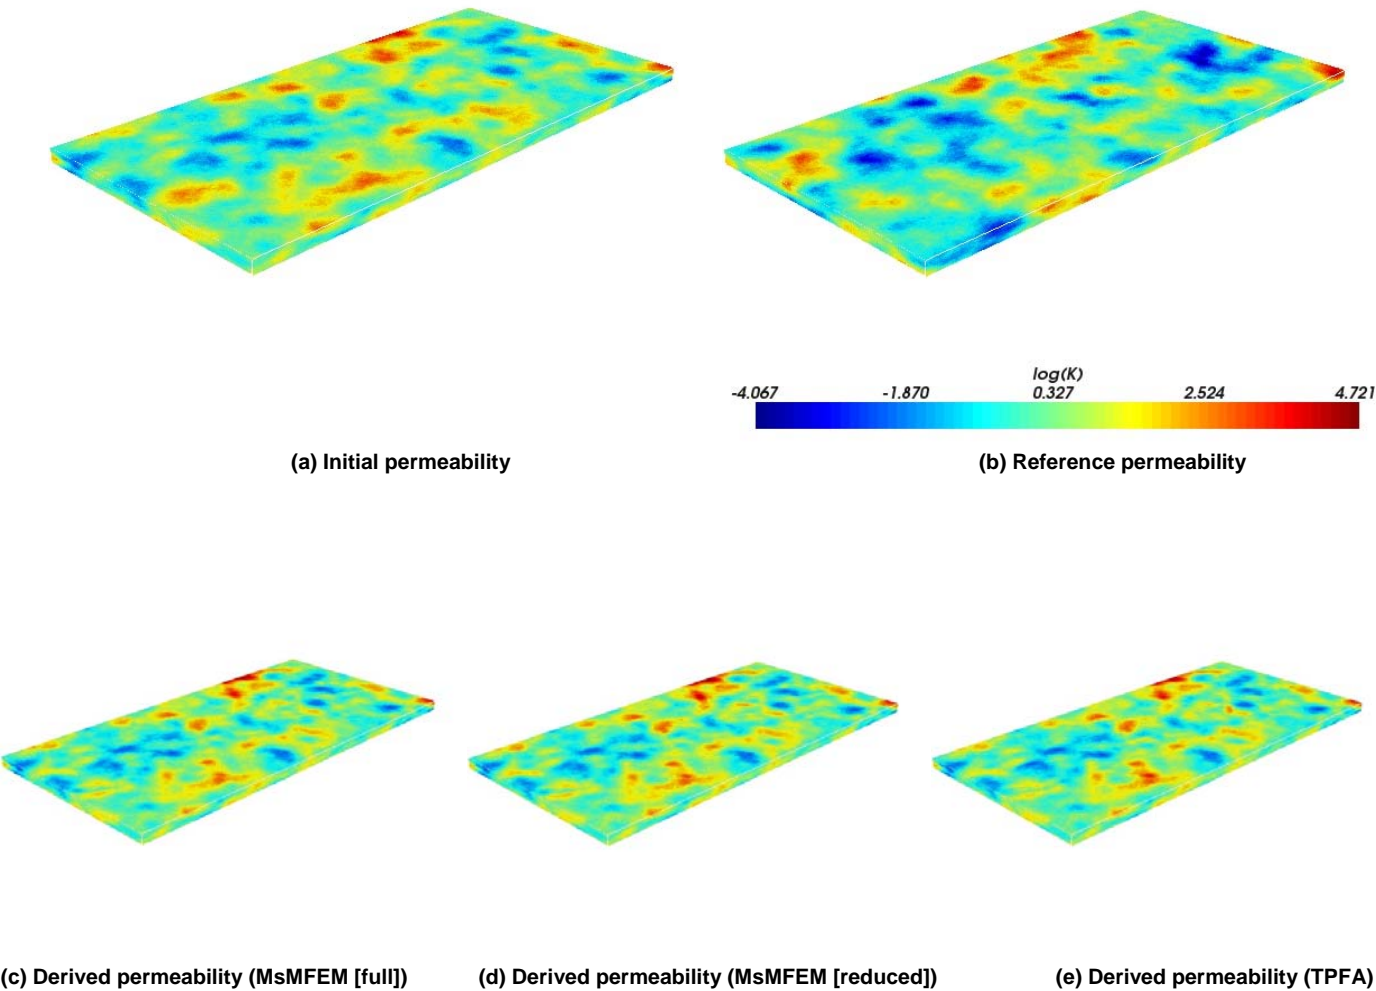 log(K)
-4.067 -1.870 0.327 2.524 4.721
(a) Initial permeability (b) Reference permeability
(c) Derived permeability (MsMFEM [full]) (d) Derived permeability (MsMFEM [reduced]) (e) Derived permeability (TPFA)